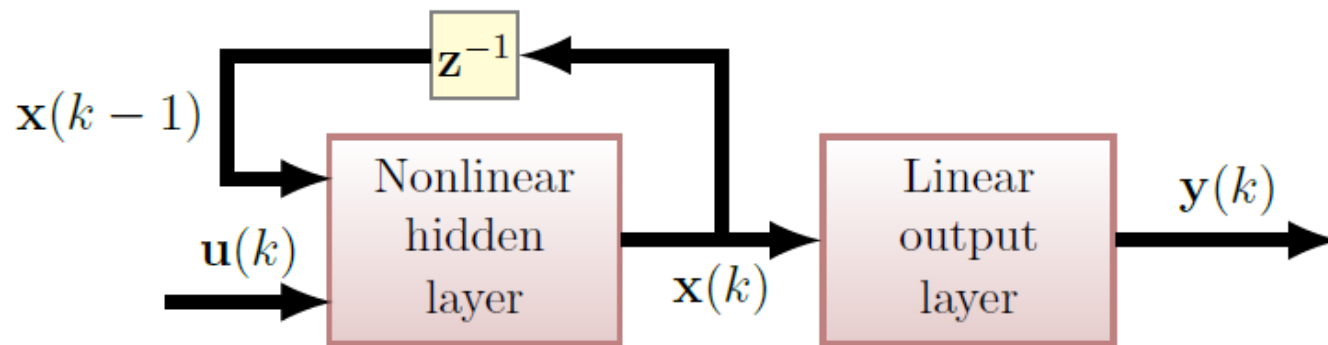 z⁻¹
x(k − 1)
Nonlinear
hidden
layer
u(k)
x(k)
Linear
output
layer
y(k)